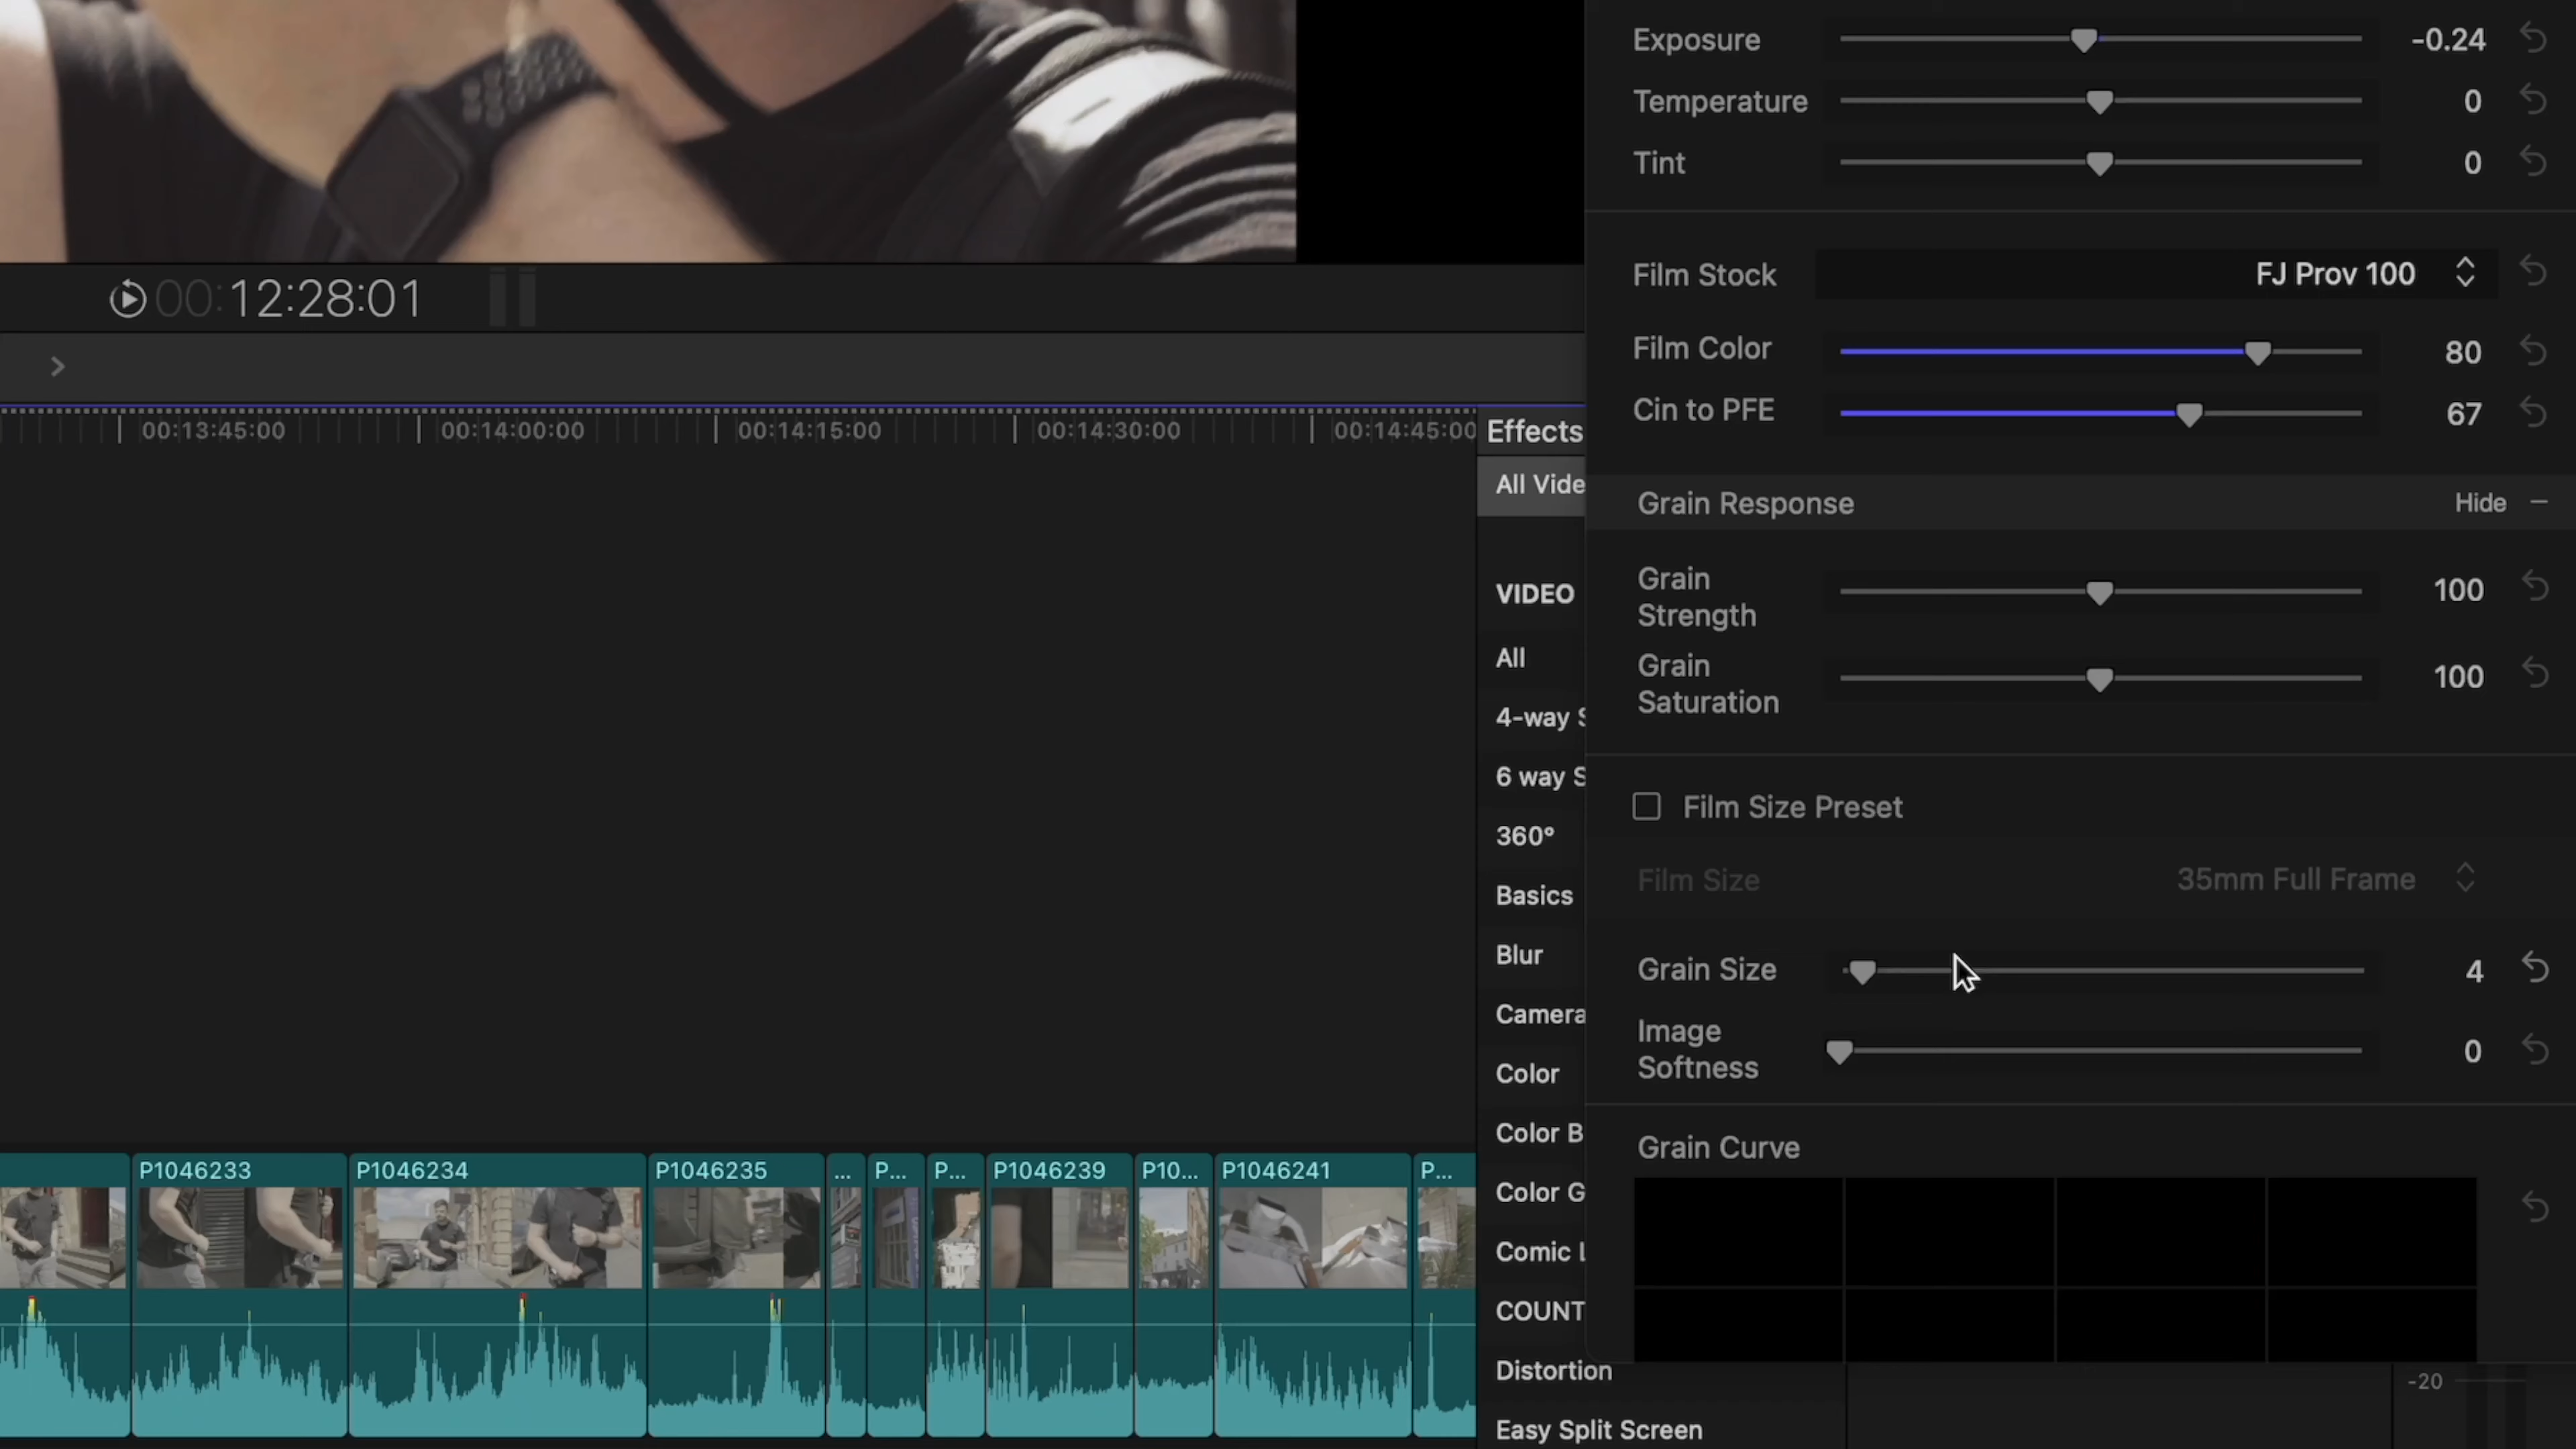 Exposure -0.24
Temperature 0
Tint 0
Film Stock FJ Prov 100
Film Color 80
Cin to PFE 67
Grain Response Hide
Grain
Strength 100
Grain
Saturation 100
Film Size Preset
Film Size 35mm Full Frame
Grain Size 4
Image
Softness 0
Grain Curve
00:12:28:01
00:13:45:00 00:14:00:00 00:14:15:00 00:14:30:00 00:14:45:00
Effects
All Vide
VIDEO
All
4-way S
6 way S
360°
Basics
Blur
Camera
Color
Color B
Color G
Comic L
COUNT
Distortion
Easy Split Screen
P1046233 P1046234 P1046235 ... P... P... P1046239 P10... P1046241 P...
-20